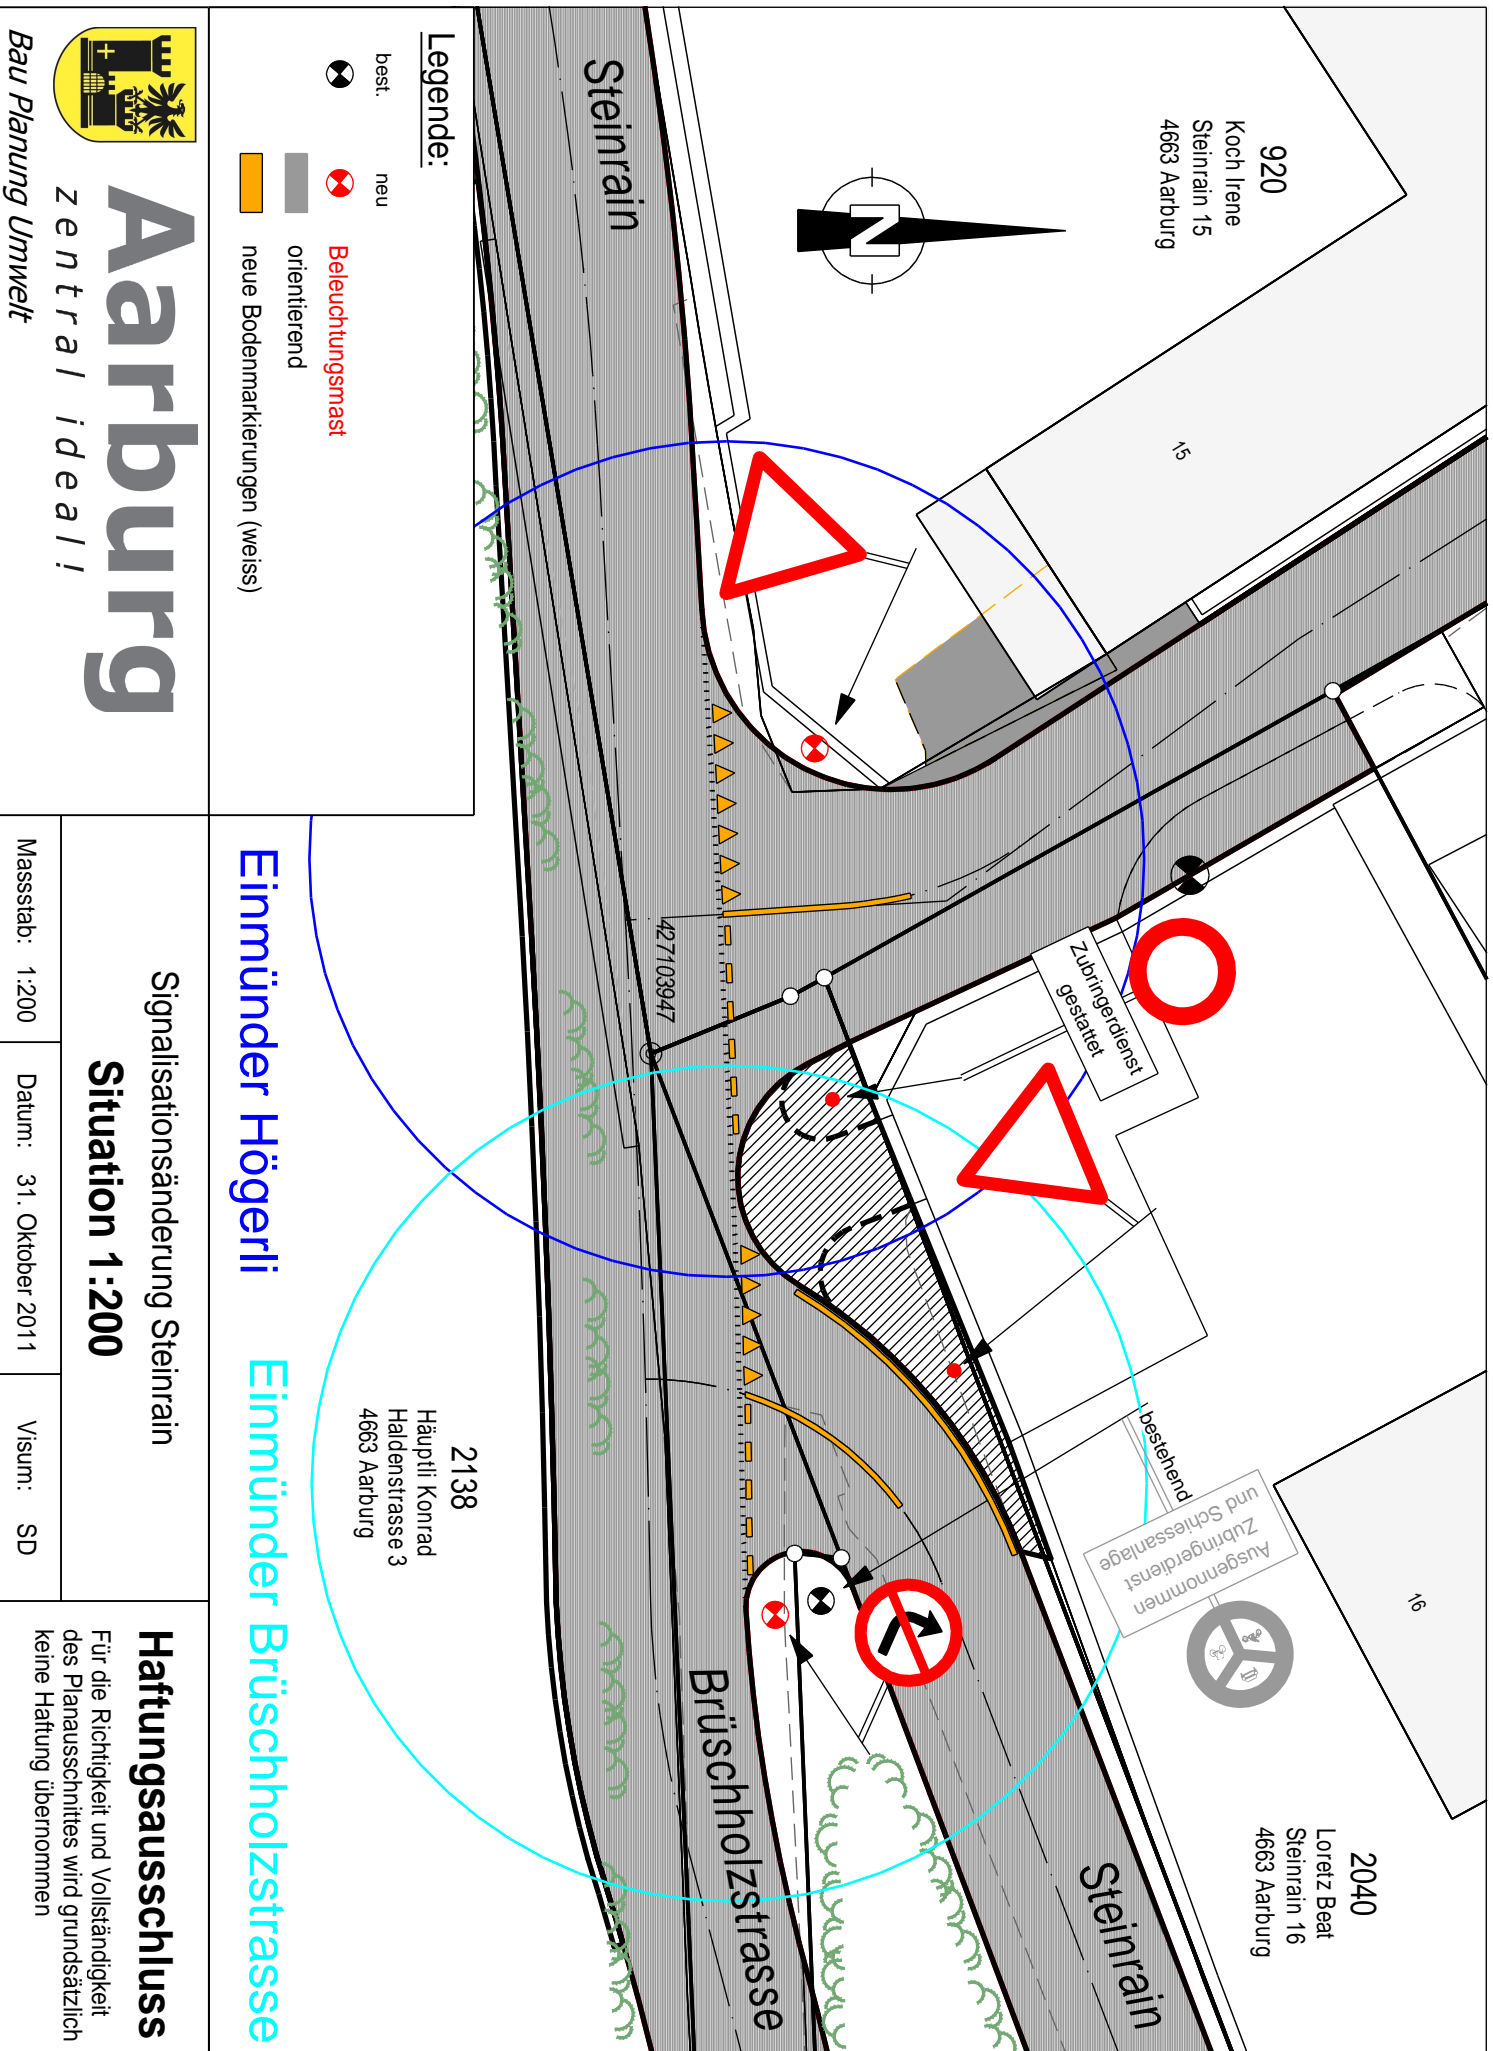 920
Koch Irene
Steinrain 15
4663 Aarburg
15
Steinrain
N
Zubringerdienst
gestattet
427103947
bestehend
Ausgenommen
Zubringerdienst
und Schiessanlage
16
2040
Loretz Beat
Steinrain 16
4663 Aarburg
Steinrain
Brüschholzstrasse
2138
Häuptli Konrad
Haldenstrasse 3
4663 Aarburg
Legende:
best. neu
Beleuchtungsmast
orientierend
neue Bodenmarkierungen (weiss)
Einmünder Högerli
Einmünder Brüschholzstrasse
Aarburg
zentral ideal!
Bau Planung Umwelt
Signalisationsänderung Steinrain
Situation 1:200
Massstab: 1:200
Datum: 31. Oktober 2011
Visum: SD
Haftungsausschluss
Für die Richtigkeit und Vollständigkeit
des Planausschnittes wird grundsätzlich
keine Haftung übernommen